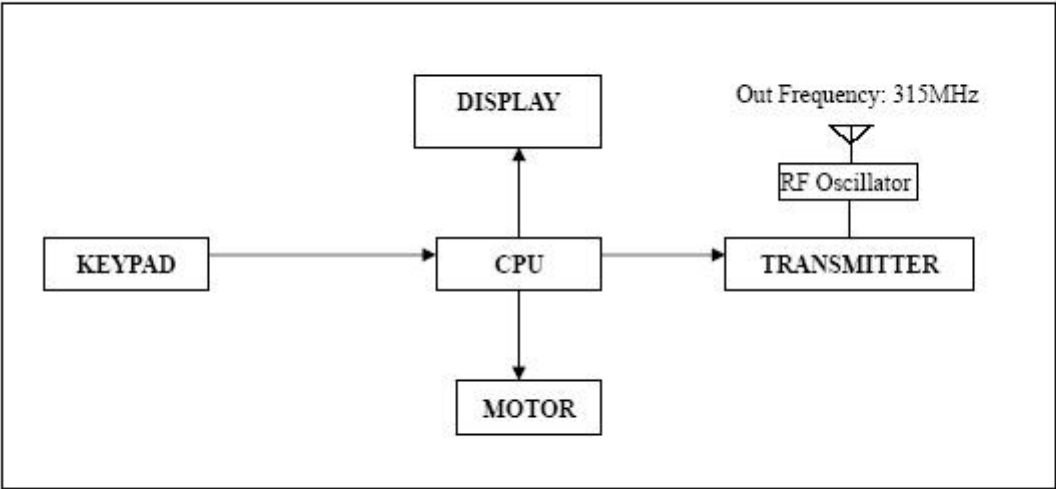 DISPLAY
Out Frequency: 315MHz
RF Oscillator
KEYPAD
CPU
TRANSMITTER
MOTOR